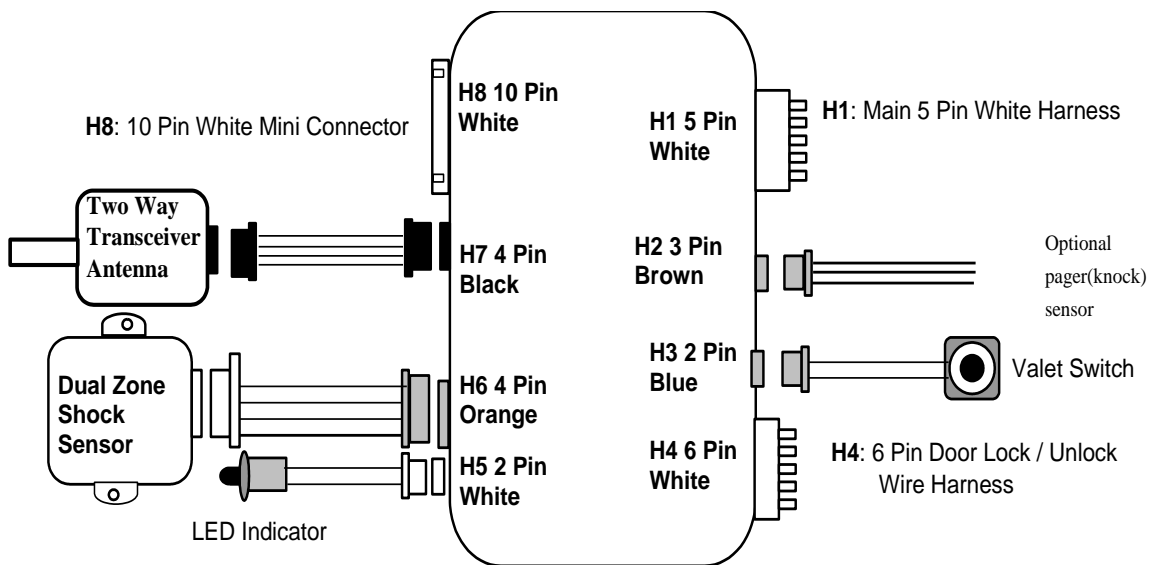 H8: 10 Pin White Mini Connector
H8 10 Pin
White
H1 5 Pin
White
H1: Main 5 Pin White Harness
Two Way
Transceiver
Antenna
H7 4 Pin
Black
H2 3 Pin
Brown
Optional
pager(knock)
sensor
Dual Zone
Shock
Sensor
H6 4 Pin
Orange
H3 2 Pin
Blue
Valet Switch
LED Indicator
H5 2 Pin
White
H4 6 Pin
White
H4: 6 Pin Door Lock / Unlock
Wire Harness